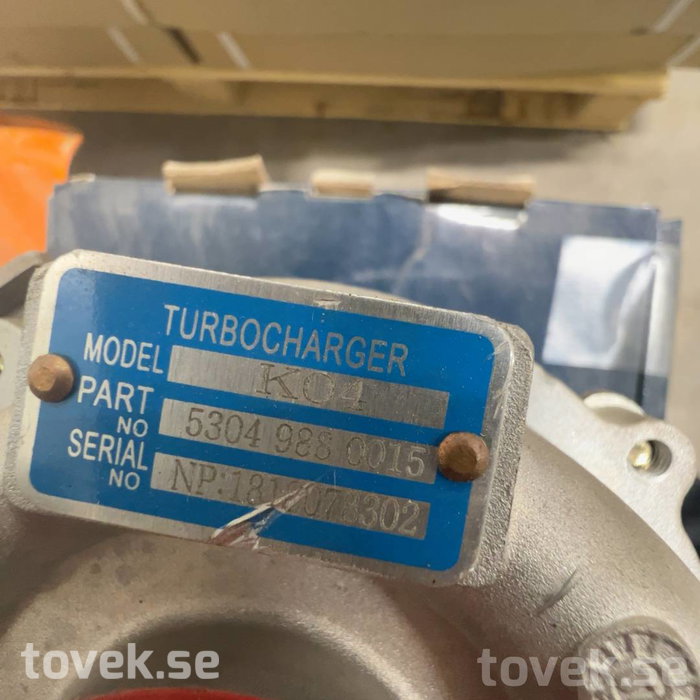 TURBOCHARGER
MODEL K04
PART NO 5304 988 0015
SERIAL NO
tovek.se tovek.se